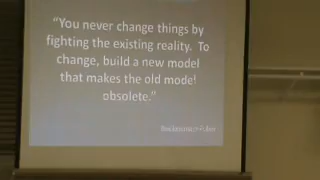 “You never change things by
fighting the existing reality. To
change, build a new model
that makes the old model
obsolete.”